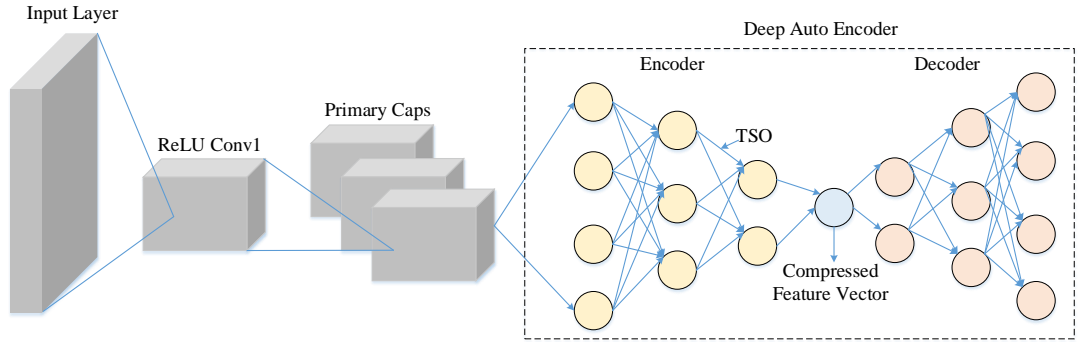 Input Layer
ReLU Conv1
Primary Caps
Deep Auto Encoder
Encoder
Decoder
TSO
Compressed
Feature Vector